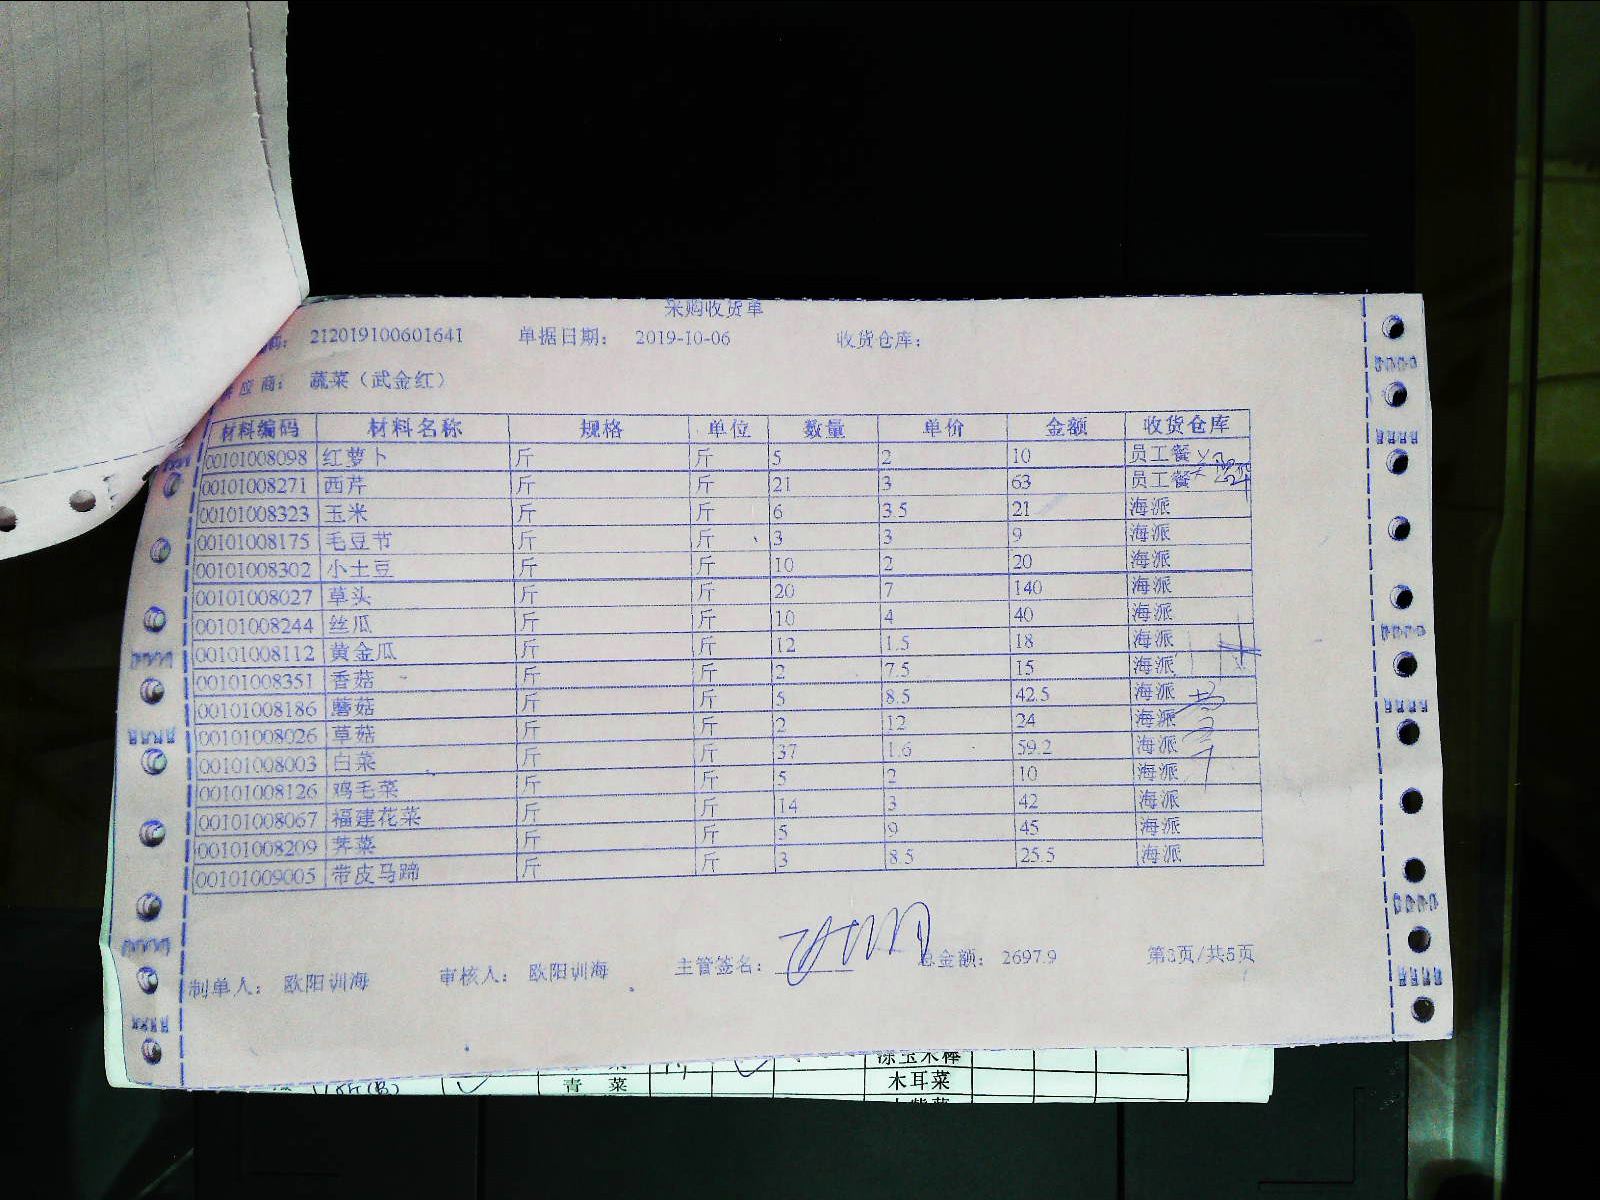 采购收货单
码: 212019100601641 单据日期: 2019-10-06 收货仓库:
供应商: 蔬菜（武金红）
材料编码 材料名称 规格 单位 数量 单价 金额 收货仓库
00101008098 红萝卜 斤 斤 5 2 10 员工餐
00101008271 西芹 斤 斤 21 3 63 员工餐
00101008323 玉米 斤 斤 6 3.5 21 海派
00101008175 毛豆节 斤 斤 3 3 9 海派
00101008302 小土豆 斤 斤 10 2 20 海派
00101008027 草头 斤 斤 20 7 140 海派
00101008244 丝瓜 斤 斤 10 4 40 海派
00101008112 黄金瓜 斤 斤 12 1.5 18 海派
00101008351 香菇 斤 斤 2 7.5 15 海派
00101008186 蘑菇 斤 斤 5 8.5 42.5 海派
00101008026 草菇 斤 斤 2 12 24 海派
00101008003 白菜 斤 斤 37 1.6 59.2 海派
00101008126 鸡毛菜 斤 斤 5 2 10 海派
00101008067 福建花菜 斤 斤 14 3 42 海派
00101008209 荠菜 斤 斤 5 9 45 海派
00101009005 带皮马蹄 斤 斤 3 8.5 25.5 海派
制单人: 欧阳训海 审核人: 欧阳训海 主管签名: 总金额: 2697.9 第3页/共5页
青 菜 木耳菜